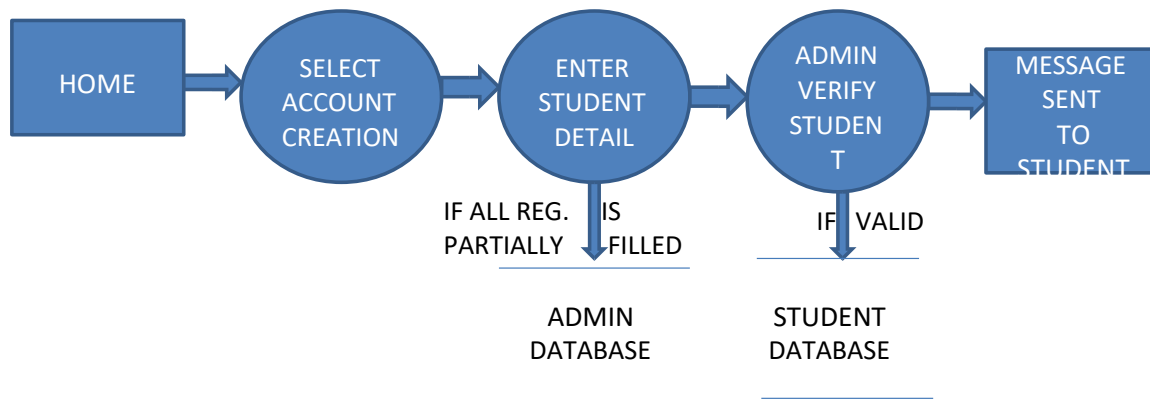 HOME
SELECT
ACCOUNT
CREATION
ENTER
STUDENT
DETAIL
ADMIN
VERIFY
STUDEN
T
MESSAGE
SENT
TO
STUDENT
IF ALL REG. IS
PARTIALLY FILLED
IF VALID
ADMIN
DATABASE
STUDENT
DATABASE